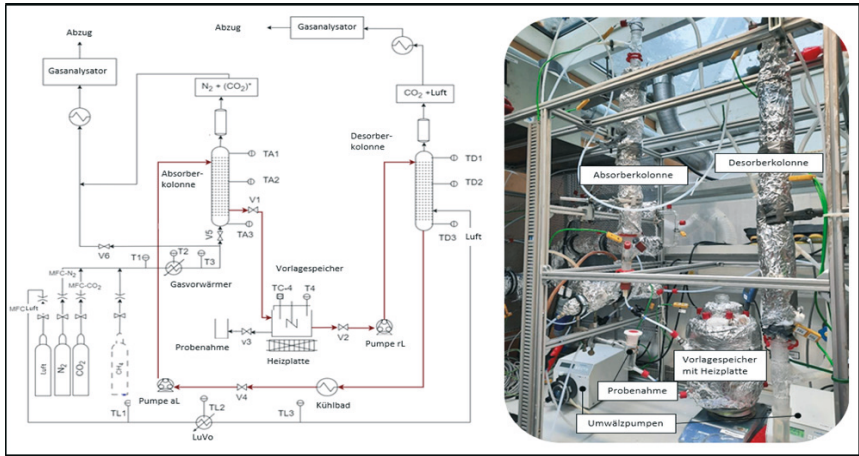 Abzug
Gasanalysator
Abzug
Gasanalysator
N₂ + (CO₂)*
CO₂ +Luft
Absorber-
kolonne
Desorber-
kolonne
TA1
TA2
TA3
V1
V5
TD1
TD2
TD3
Luft
V6
T1
T2
T3
Gasvorwärmer
MFC-N₂
MFC-CO₂
MFC-Luft
Luft
N₂
CO₂
CH₄
Vorlagespeicher
TC-4
T4
Probenahme
v3
V2
Heizplatte
Pumpe rL
Pumpe aL
V4
Kühlbad
TL1
TL2
TL3
LuVo
Absorberkolonne
Desorberkolonne
Vorlagespeicher
mit Heizplatte
Probenahme
Umwälzpumpen